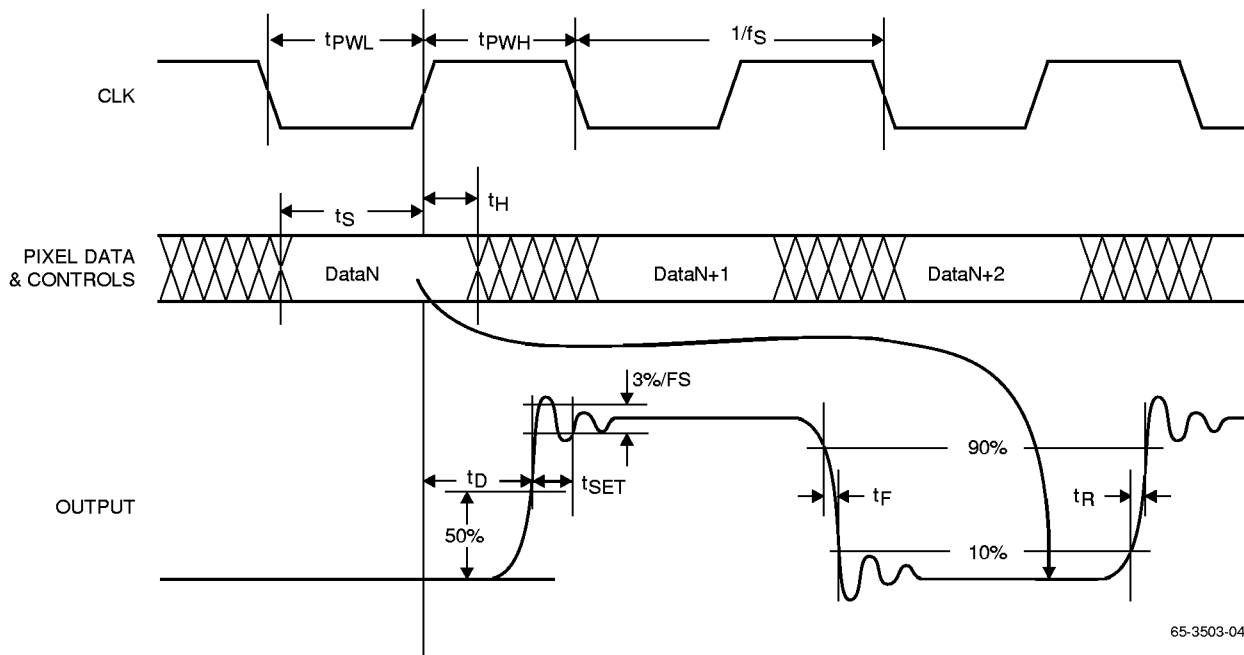 tPWL
tPWH
1/fS
CLK
tS
tH
PIXEL DATA
& CONTROLS
DataN
DataN+1
DataN+2
3%/FS
tD
tSET
50%
OUTPUT
90%
tF
tR
10%
65-3503-04